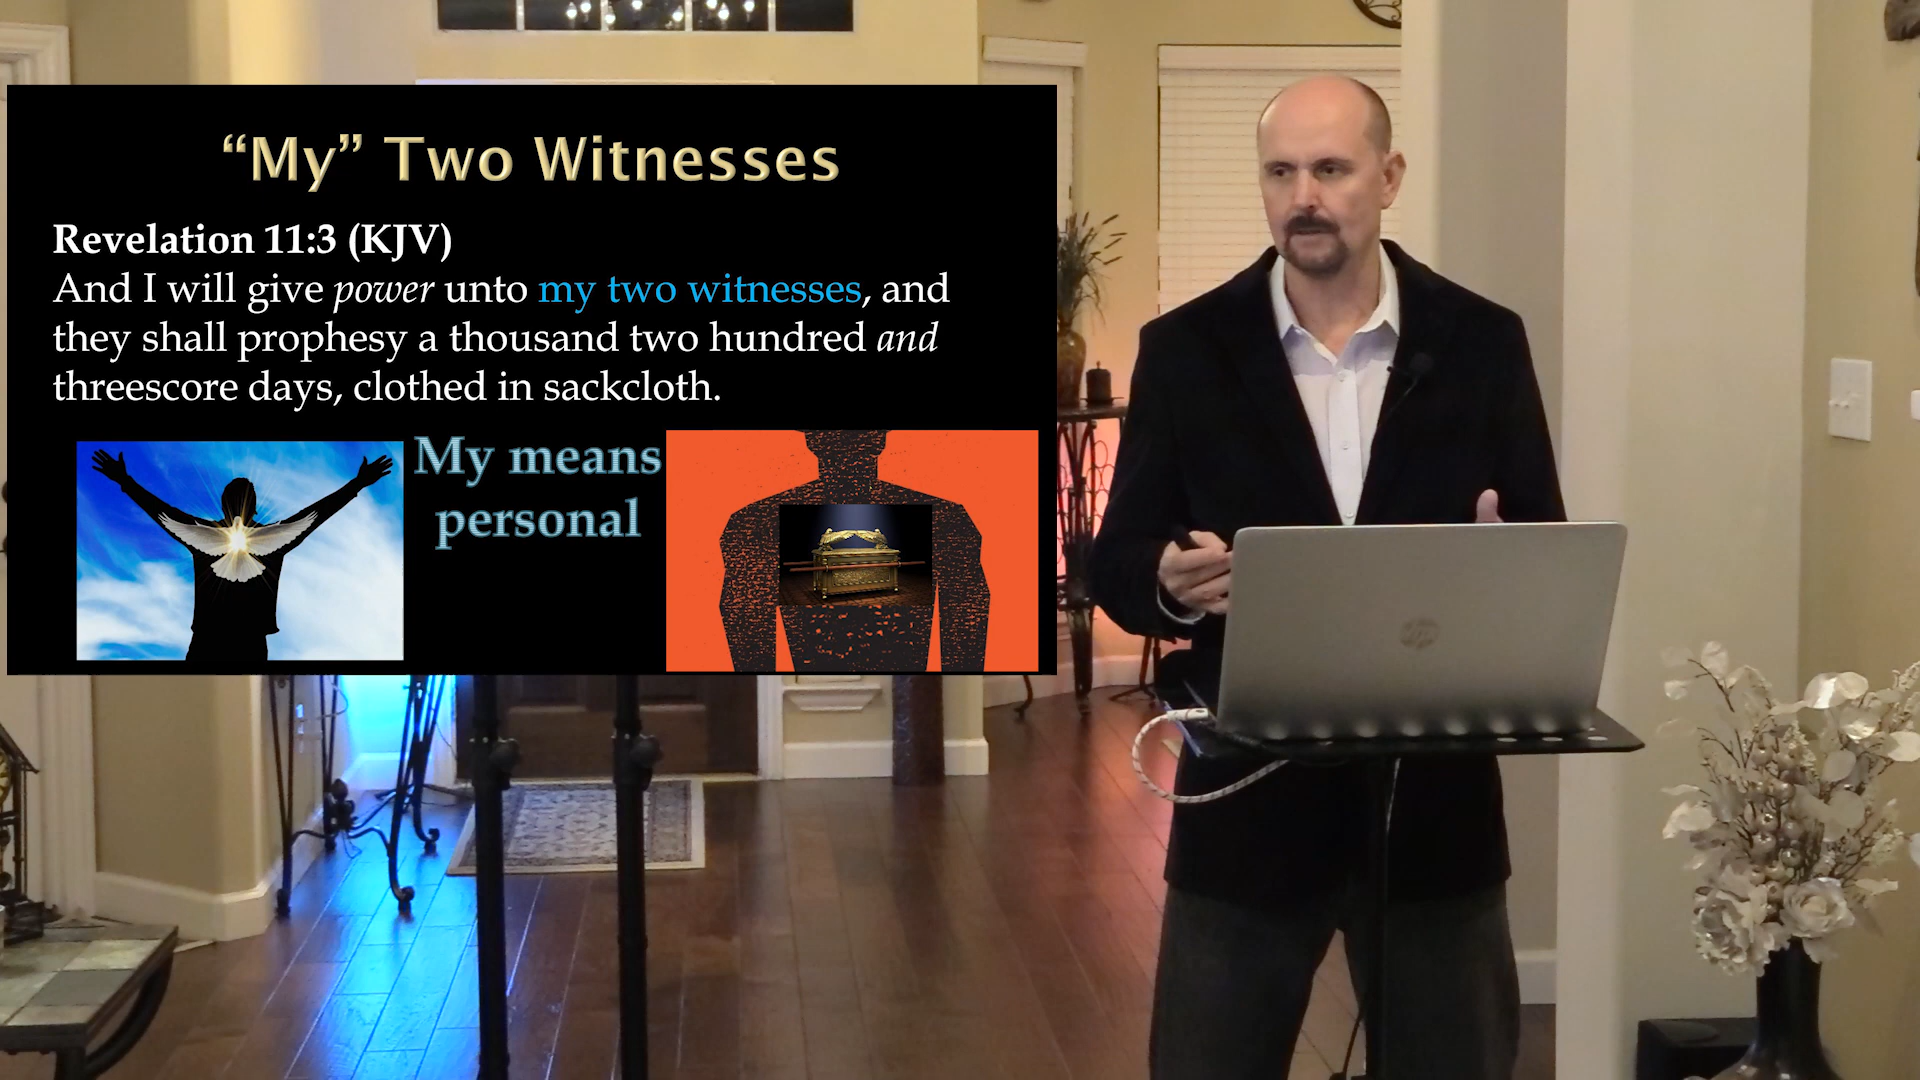 “My” Two Witnesses
Revelation 11:3 (KJV)
And I will give power unto my two witnesses, and
they shall prophesy a thousand two hundred and
threescore days, clothed in sackcloth.
My means
personal
hp